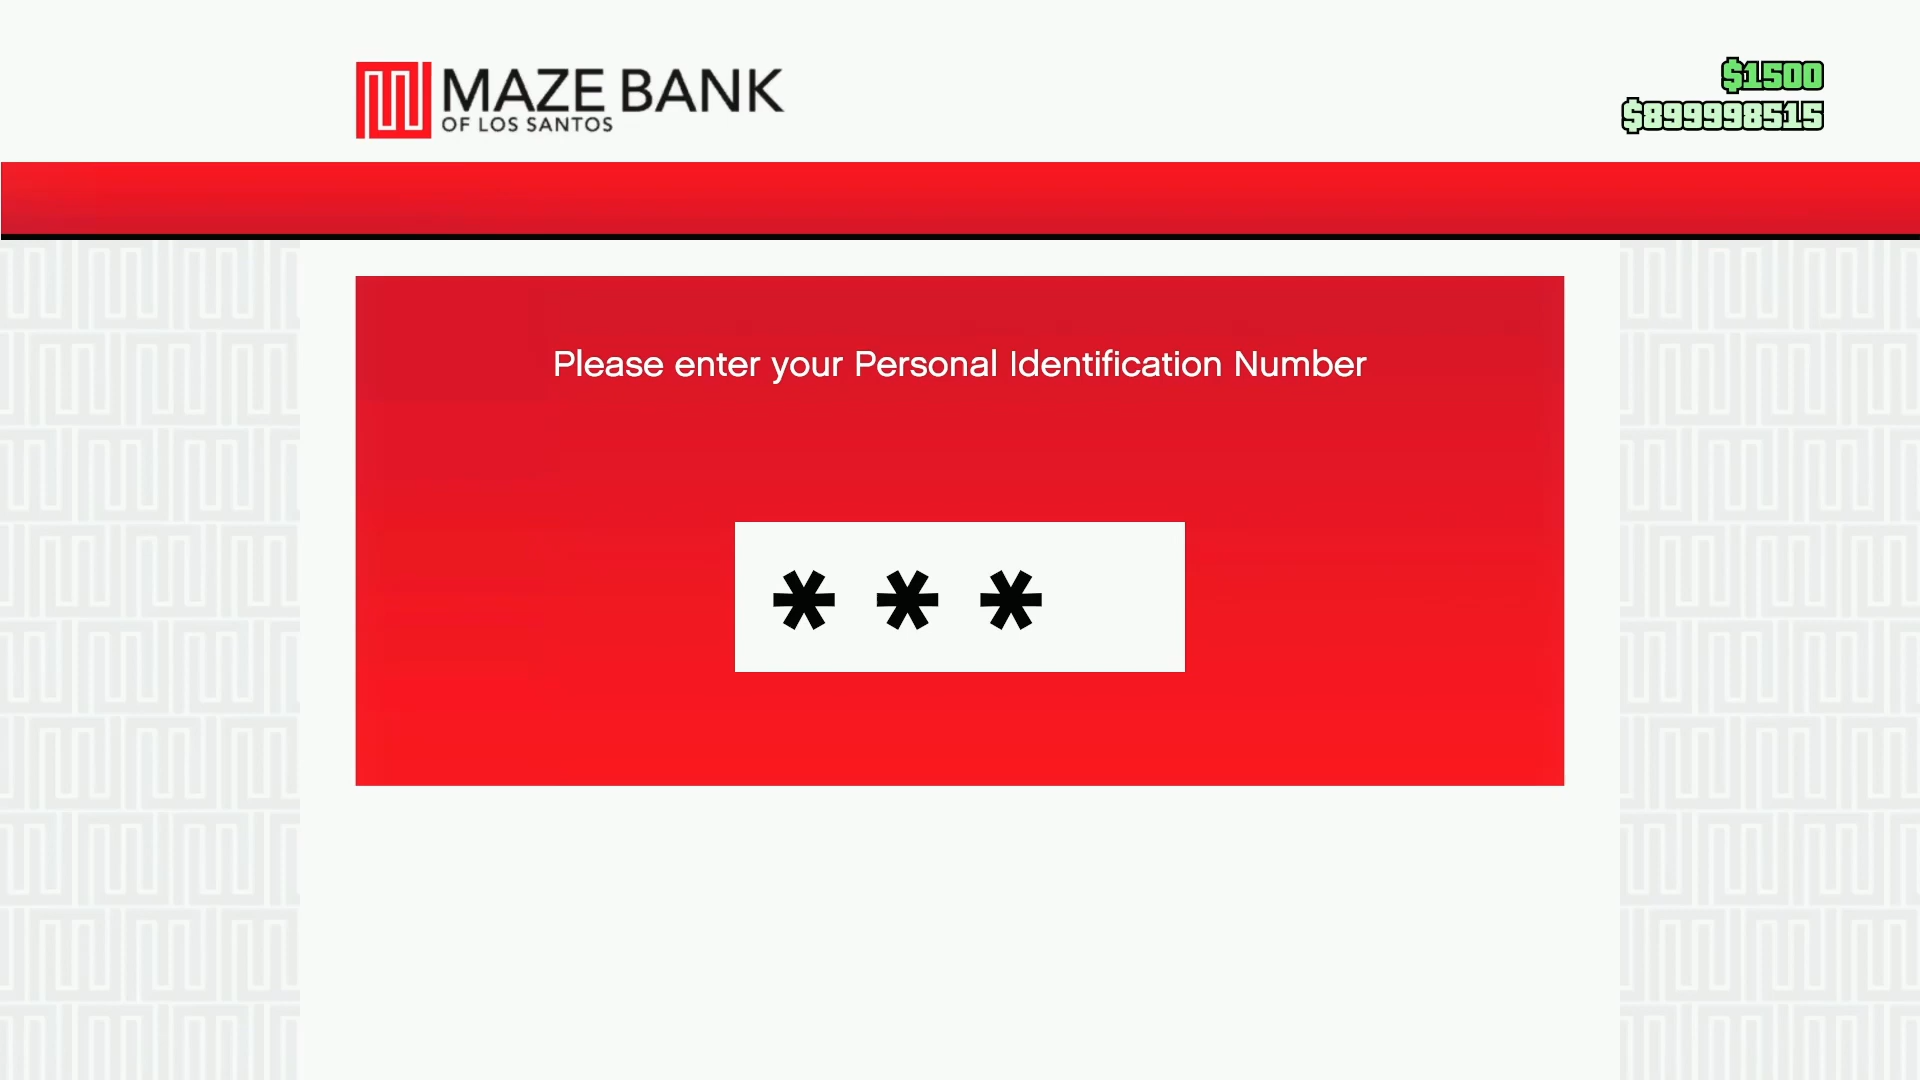 MAZE BANK
OF LOS SANTOS
$1500
$899998515
Please enter your Personal Identification Number
* * *